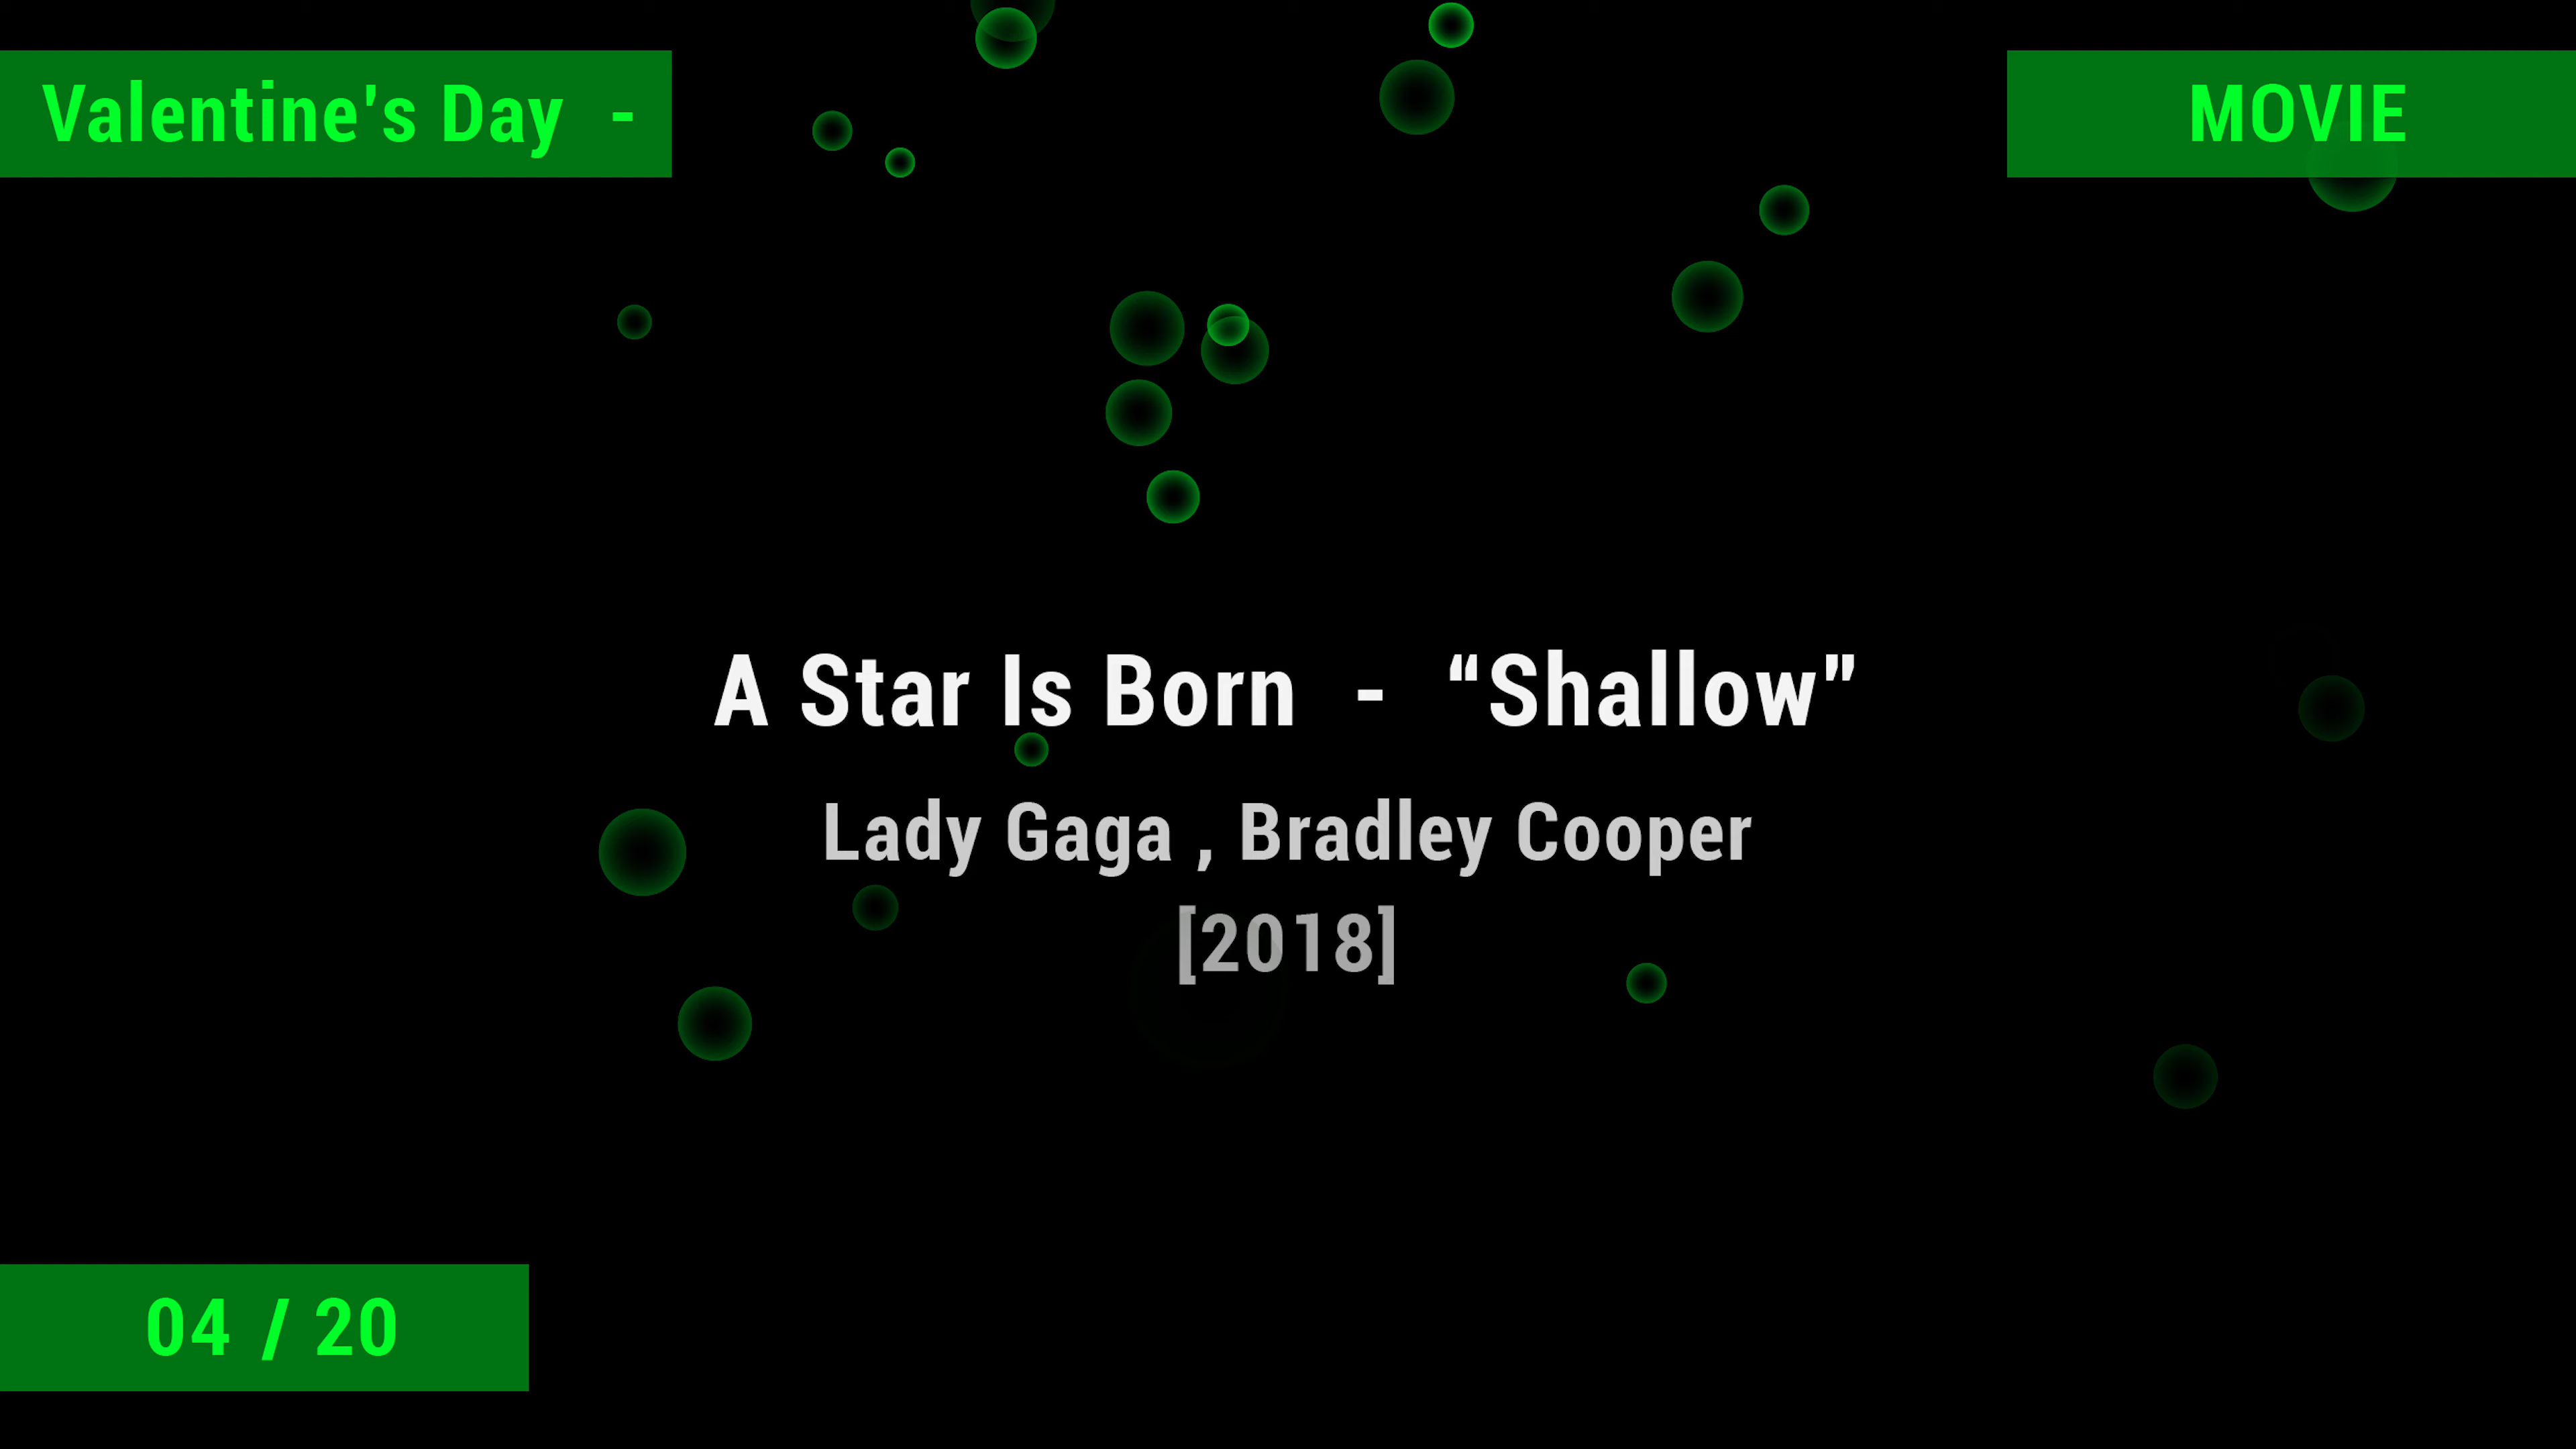 Valentine's Day -
MOVIE
A Star Is Born - “Shallow”
Lady Gaga , Bradley Cooper
[2018]
04 / 20